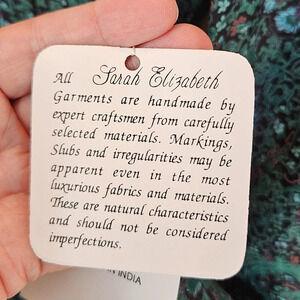 All Sarah Elizabeth
Garments are handmade by
expert craftsmen from carefully
selected materials. Markings,
Slubs and irregularities may be
apparent even in the most
luxurious fabrics and materials.
These are natural characteristics
and should not be considered
imperfections.
IN INDIA